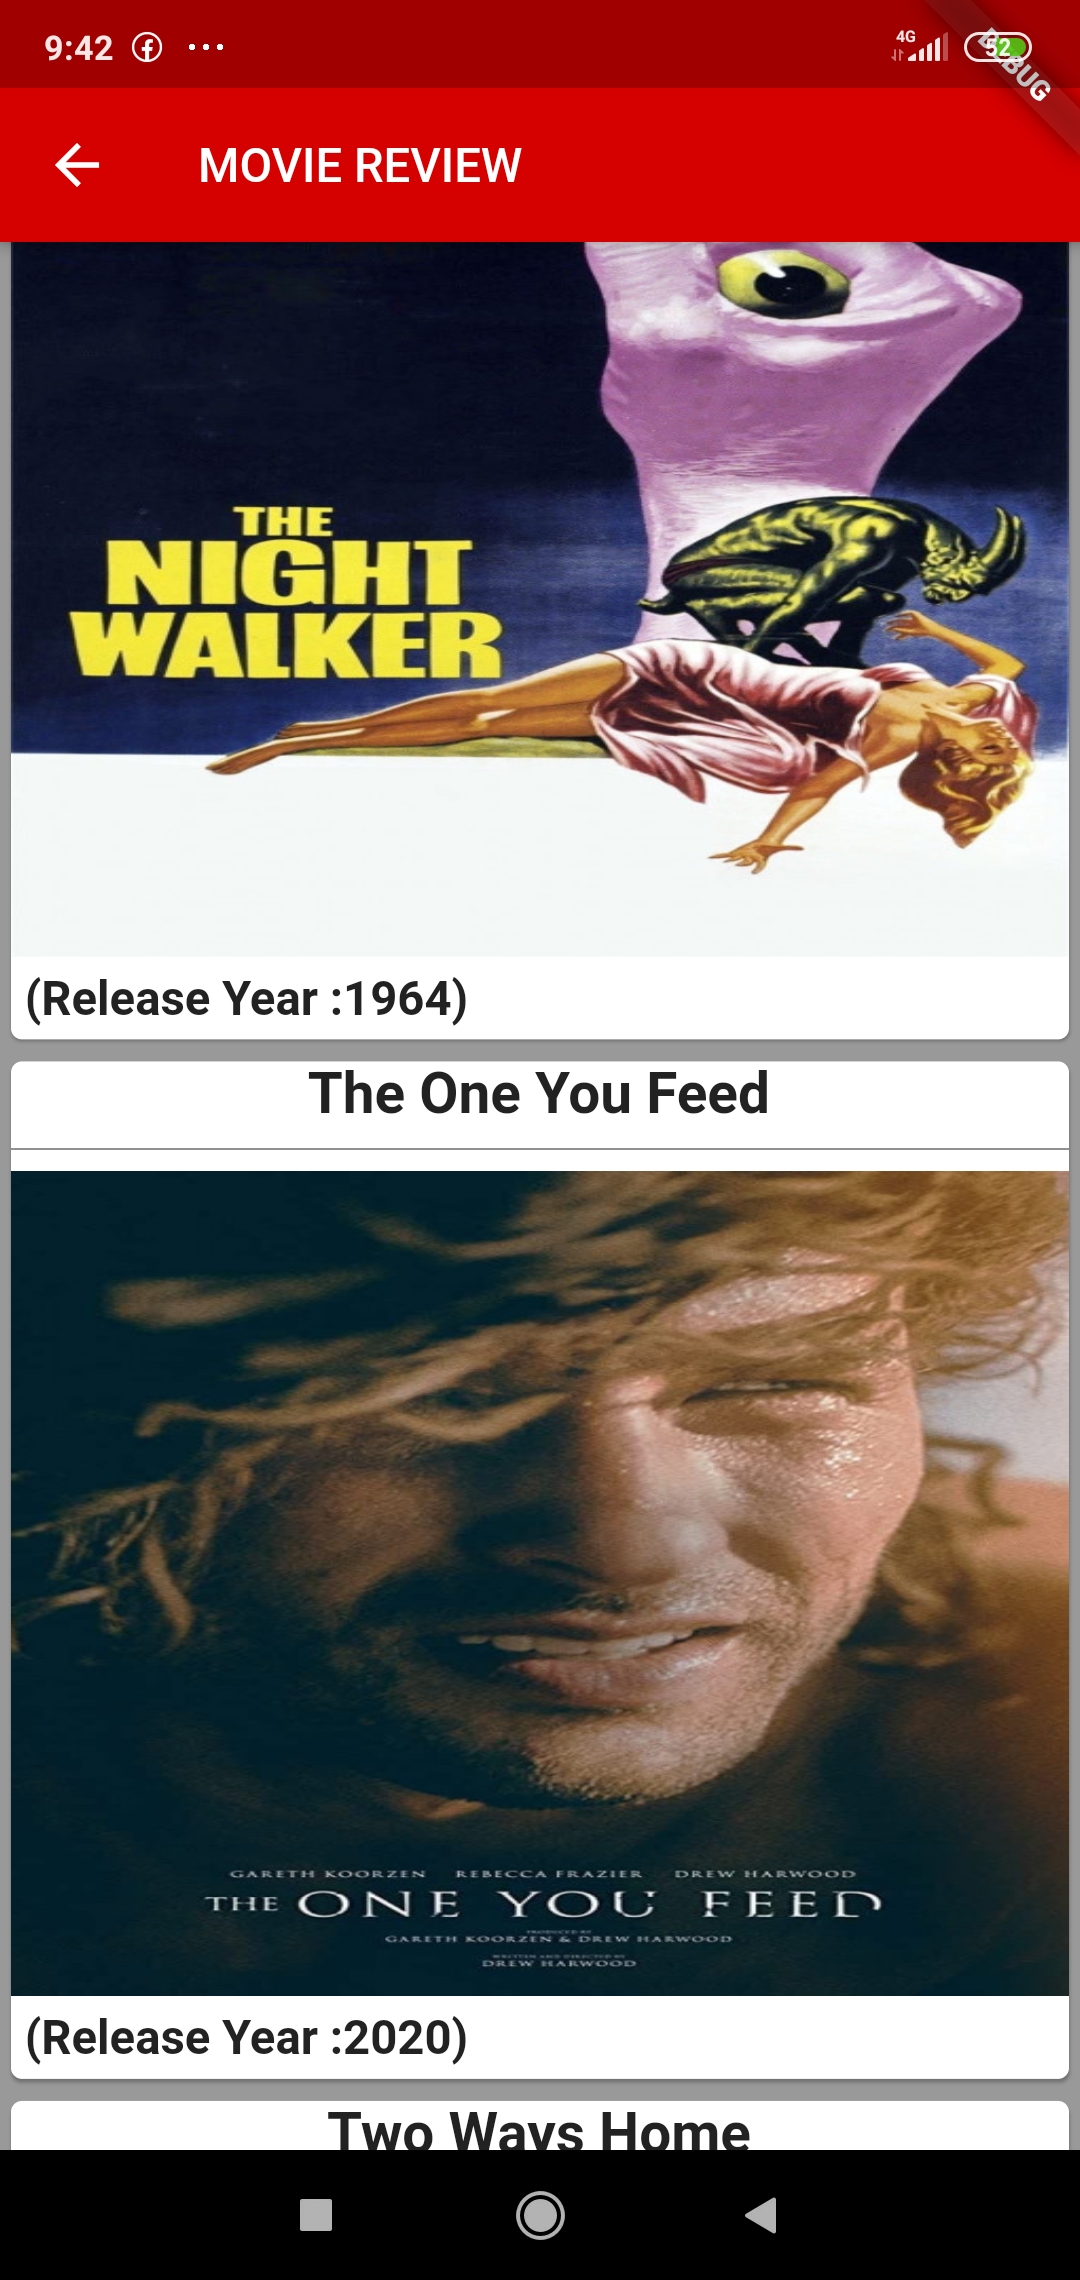 9:42
4G
52
DEBUG
MOVIE REVIEW
THE
NIGHT
WALKER
(Release Year :1964)
The One You Feed
GARETH KOORZEN REBECCA FRAZIER DREW HARWOOD
THE ONE YOU FEED
PRODUCED BY
GARETH KOORZEN & DREW HARWOOD
WRITTEN AND DIRECTED BY
DREW HARWOOD
(Release Year :2020)
Two Ways Home